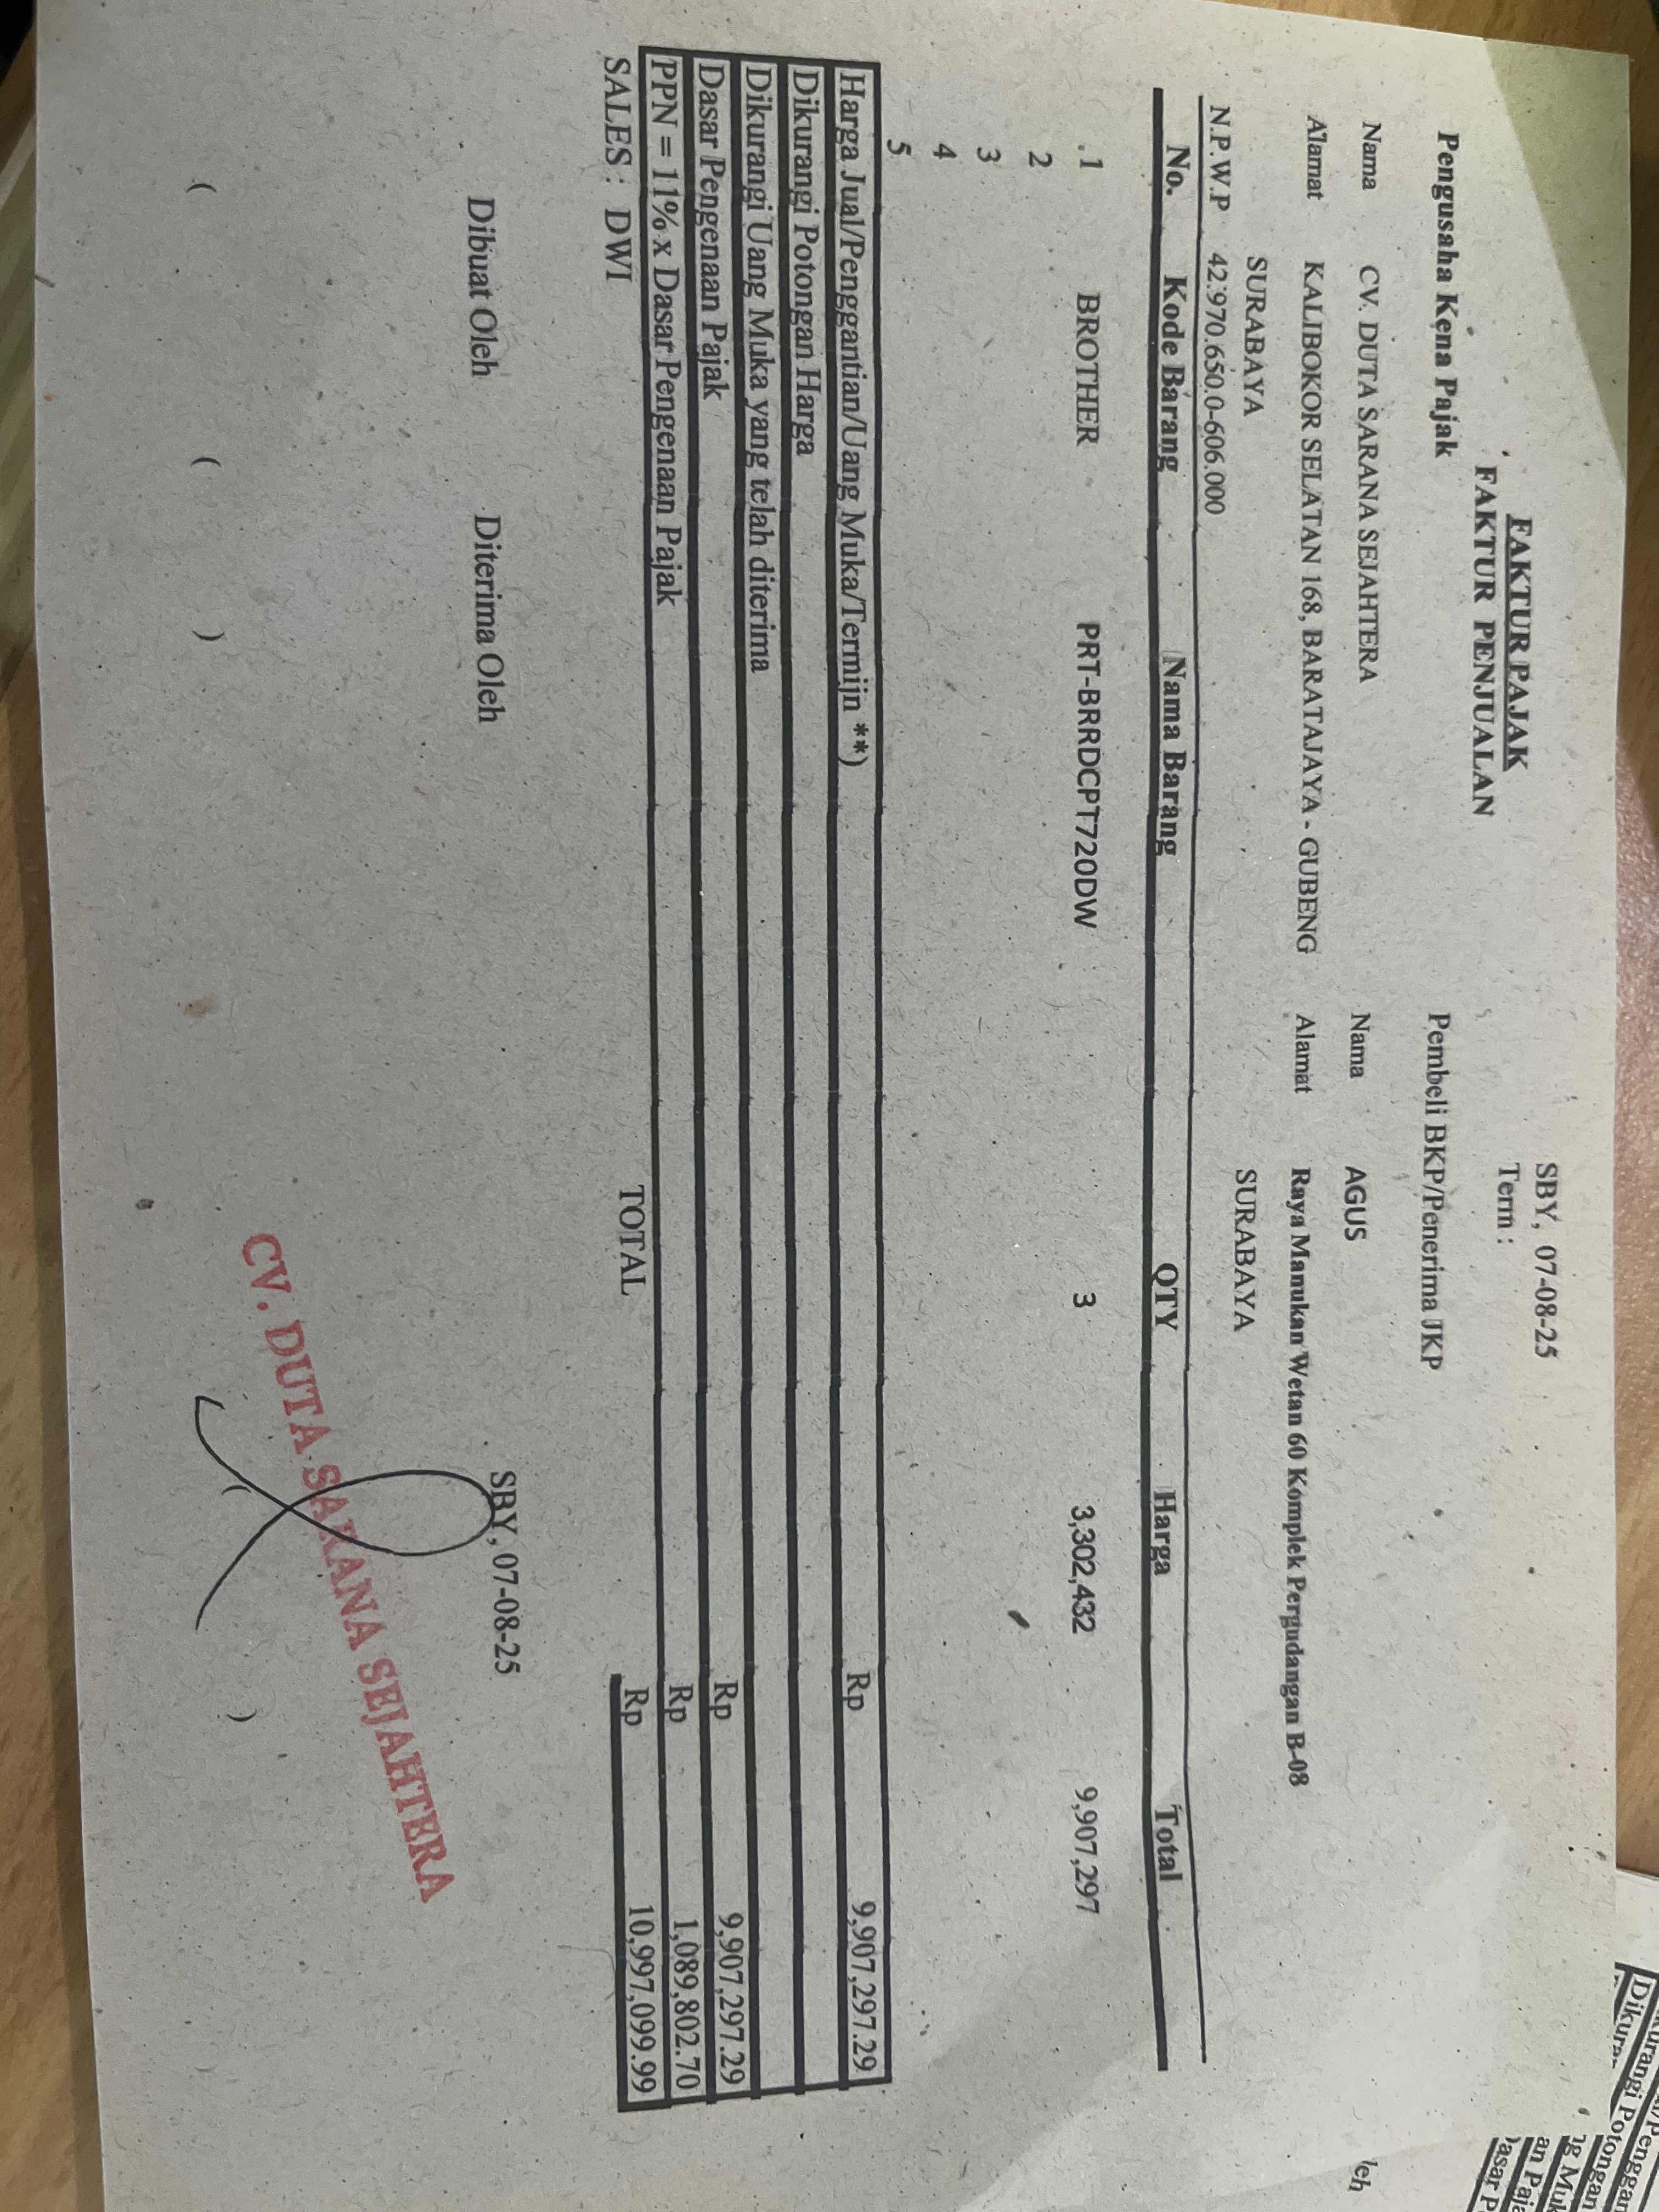 FAKTUR PAJAK
FAKTUR PENJUALAN
SBY, 07-08-25
Term :
Pengusaha Kena Pajak
Pembeli BKP/Penerima JKP
Nama CV. DUTA SARANA SEJAHTERA
Nama AGUS
Alamat KALIBOKOR SELATAN 168, BARATAJAYA - GUBENG
SURABAYA
Alamat Raya Manukan Wetan 60 Komplek Pergudangan B-08
SURABAYA
N.P.W.P 42.970.650.0-606.000
No. Kode Barang Nama Barang QTY Harga Total
1 BROTHER PRT-BRRDCPT720DW 3 3,302,432 9,907,297
2
3
4
5
Harga Jual/Penggantian/Uang Muka/Termijn **) Rp 9,907,297.29
Dikurangi Potongan Harga
Dikurangi Uang Muka yang telah diterima
Dasar Pengenaan Pajak Rp 9,907,297.29
PPN = 11% x Dasar Pengenaan Pajak Rp 1,089,802.70
SALES : DWI TOTAL Rp 10,997,099.99
Dibuat Oleh Diterima Oleh SBY, 07-08-25
CV. DUTA SARANA SEJAHTERA
( ( ) ( )
Dikurangi Potongan